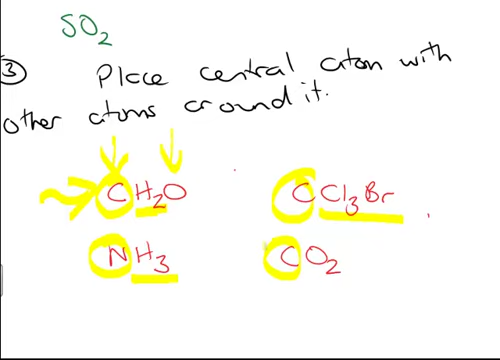 SO₂
③ Place central atom with
other atoms around it.
CH₂O CCl₃Br
NH₃ CO₂